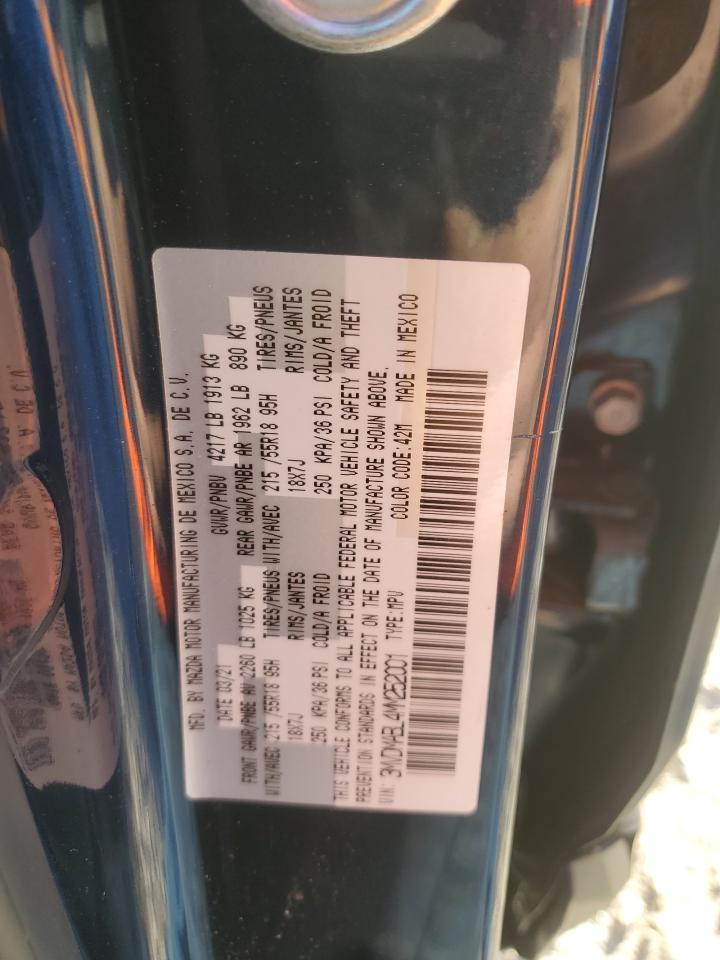 MFD. BY MAZDA MOTOR MANUFACTURING DE MEXICO S.A. DE C.V.
DATE 03/21 GVWR/PNBV 4217 LB 1913 KG
FRONT GAWR/PNBE AV 2260 LB 1025 KG REAR GAWR/PNBE AR 1962 LB 890 KG
WITH/AVEC 215 /55R18 95H TIRES/PNEUS WITH/AVEC 215 /55R18 95H TIRES/PNEUS
18X7J RIMS/JANTES 18X7J RIMS/JANTES
250 KPA/36 PSI COLD/A FROID 250 KPA/36 PSI COLD/A FROID
THIS VEHICLE CONFORMS TO ALL APPLICABLE FEDERAL MOTOR VEHICLE SAFETY AND THEFT
PREVENTION STANDARDS IN EFFECT ON THE DATE OF MANUFACTURE SHOWN ABOVE.
VIN: TYPE:MPV COLOR CODE:42M MADE IN MEXICO